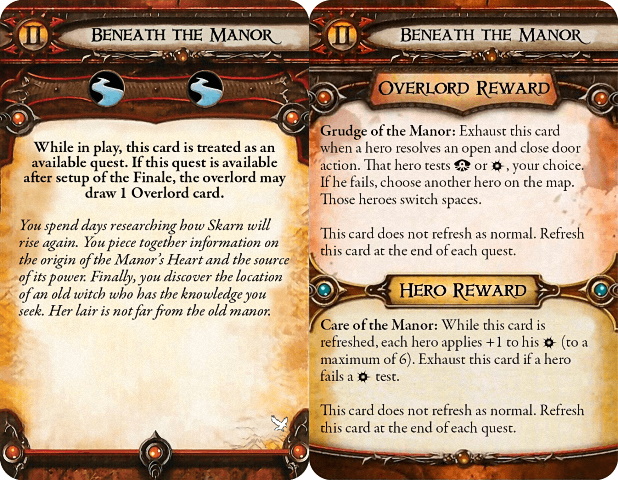 II
BENEATH THE MANOR
While in play, this card is treated as an
available quest. If this quest is available
after setup of the Finale, the overlord may
draw 1 Overlord card.
You spend days researching how Skarn will
rise again. You piece together information on
the origin of the Manor's Heart and the source
of its power. Finally, you discover the location
of an old witch who has the knowledge you
seek. Her lair is not far from the old manor.
II
BENEATH THE MANOR
OVERLORD REWARD
Grudge of the Manor: Exhaust this card
when a hero resolves an open and close door
action. That hero tests or , your choice.
If he fails, choose another hero on the map.
Those heroes switch spaces.
This card does not refresh as normal. Refresh
this card at the end of each quest.
HERO REWARD
Care of the Manor: While this card is
refreshed, each hero applies +1 to his (to a
maximum of 6). Exhaust this card if a hero
fails a test.
This card does not refresh as normal. Refresh
this card at the end of each quest.